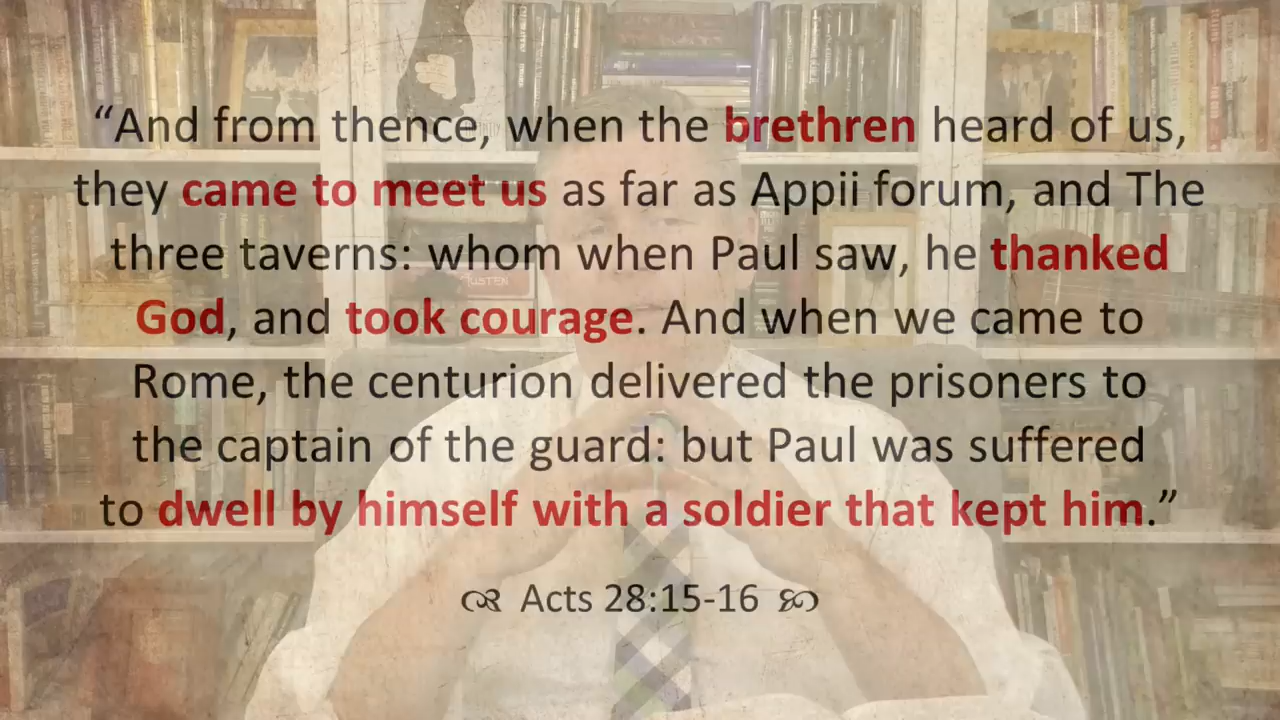 “And from thence, when the brethren heard of us,
they came to meet us as far as Appii forum, and The
three taverns: whom when Paul saw, he thanked
God, and took courage. And when we came to
Rome, the centurion delivered the prisoners to
the captain of the guard: but Paul was suffered
to dwell by himself with a soldier that kept him.”
Acts 28:15-16